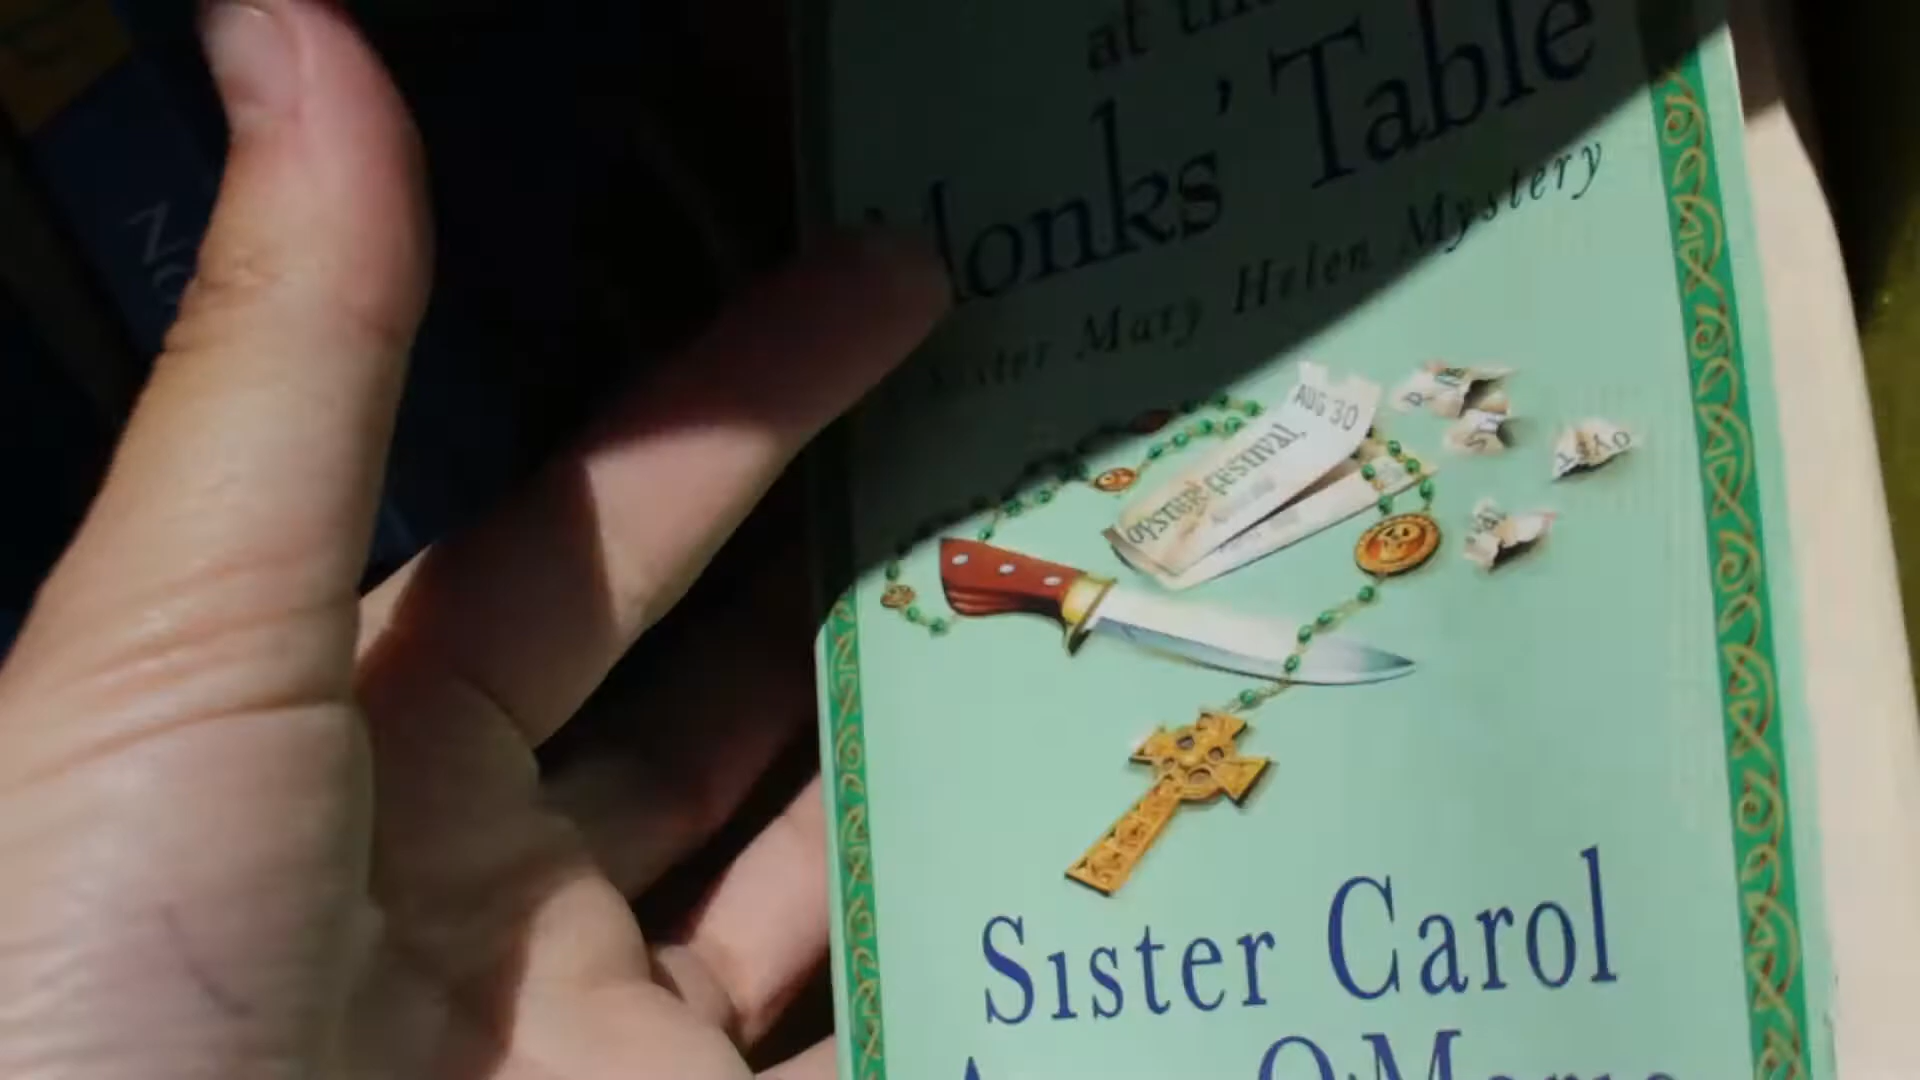 at the
Monks' Table
Sister Mary Helen Mystery
AUG 30
OYSTER FESTIVAL,
Sister Carol
Anne O'Marie